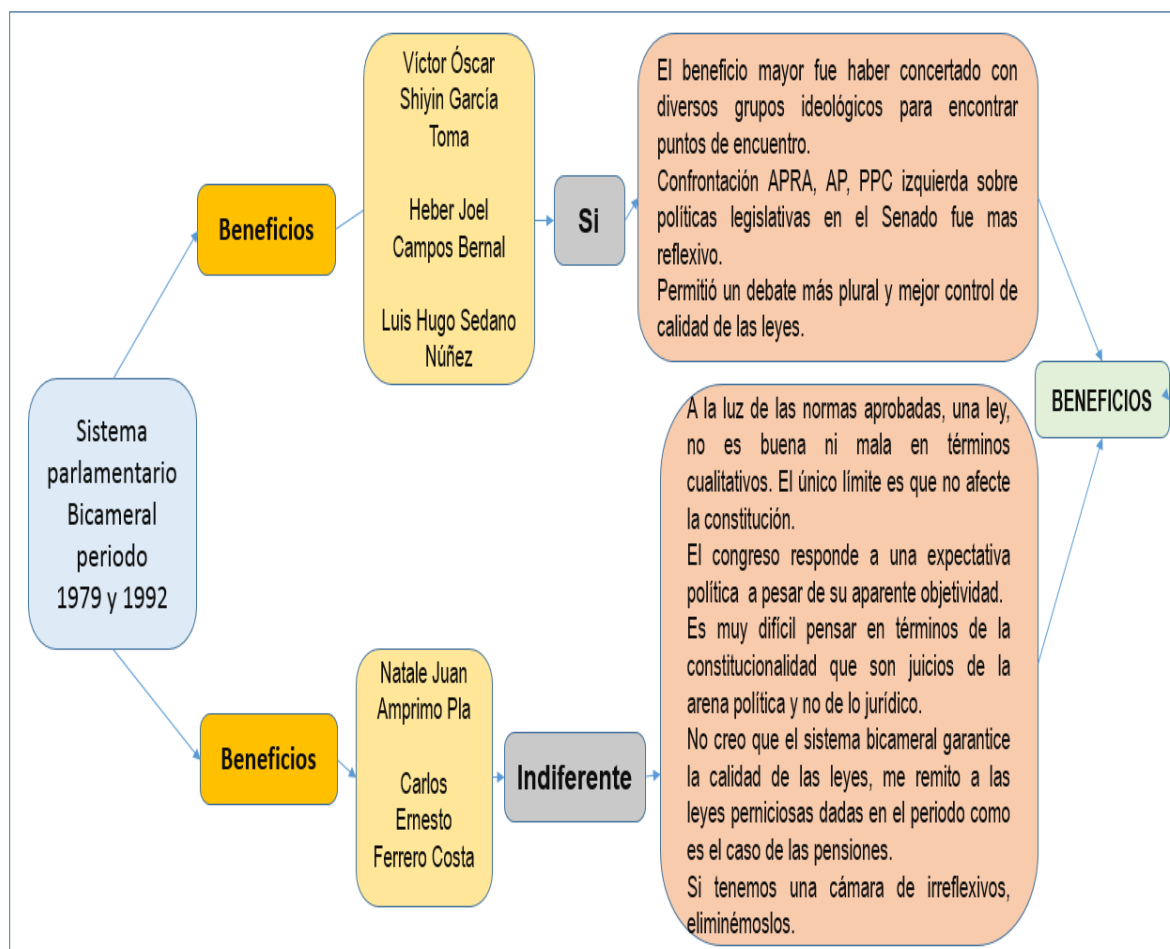 Sistema
parlamentario
Bicameral
periodo
1979 y 1992
Beneficios
Víctor Óscar
Shiyin García
Toma
Heber Joel
Campos Bernal
Luis Hugo Sedano
Núñez
Si
El beneficio mayor fue haber concertado con
diversos grupos ideológicos para encontrar
puntos de encuentro.
Confrontación APRA, AP, PPC izquierda sobre
políticas legislativas en el Senado fue mas
reflexivo.
Permitió un debate más plural y mejor control de
calidad de las leyes.
Beneficios
Natale Juan
Amprimo Pla
Carlos
Ernesto
Ferrero Costa
Indiferente
A la luz de las normas aprobadas, una ley,
no es buena ni mala en términos
cualitativos. El único límite es que no afecte
la constitución.
El congreso responde a una expectativa
política a pesar de su aparente objetividad.
Es muy difícil pensar en términos de la
constitucionalidad que son juicios de la
arena política y no de lo jurídico.
No creo que el sistema bicameral garantice
la calidad de las leyes, me remito a las
leyes perniciosas dadas en el periodo como
es el caso de las pensiones.
Si tenemos una cámara de irreflexivos,
eliminémoslos.
BENEFICIOS